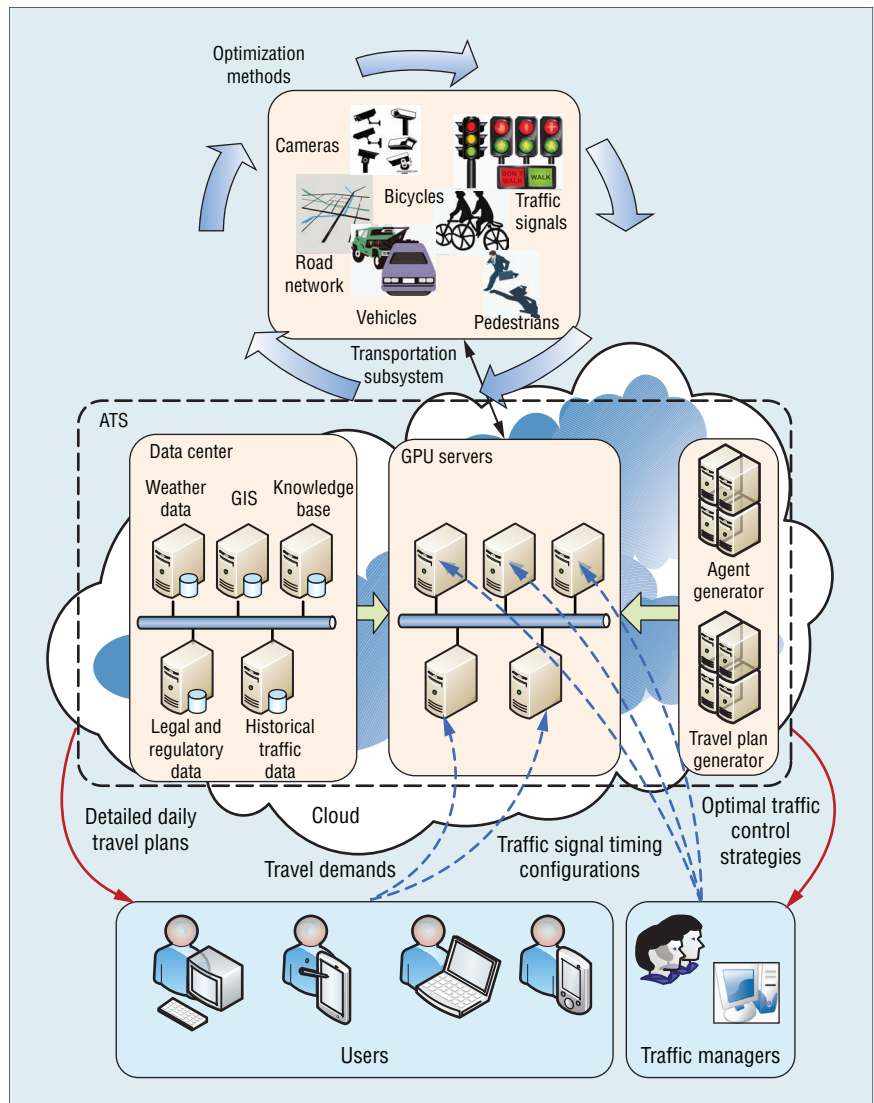 Optimization
methods
Cameras
Bicycles
Traffic
signals
DON'T
WALK
WALK
Road
network
Vehicles
Pedestrians
Transportation
subsystem
ATS
Data center
Weather
data
GIS
Knowledge
base
Legal and
regulatory
data
Historical
traffic
data
GPU servers
Agent
generator
Travel plan
generator
Cloud
Detailed daily
travel plans
Travel demands
Traffic signal timing
configurations
Optimal traffic
control
strategies
Users
Traffic managers